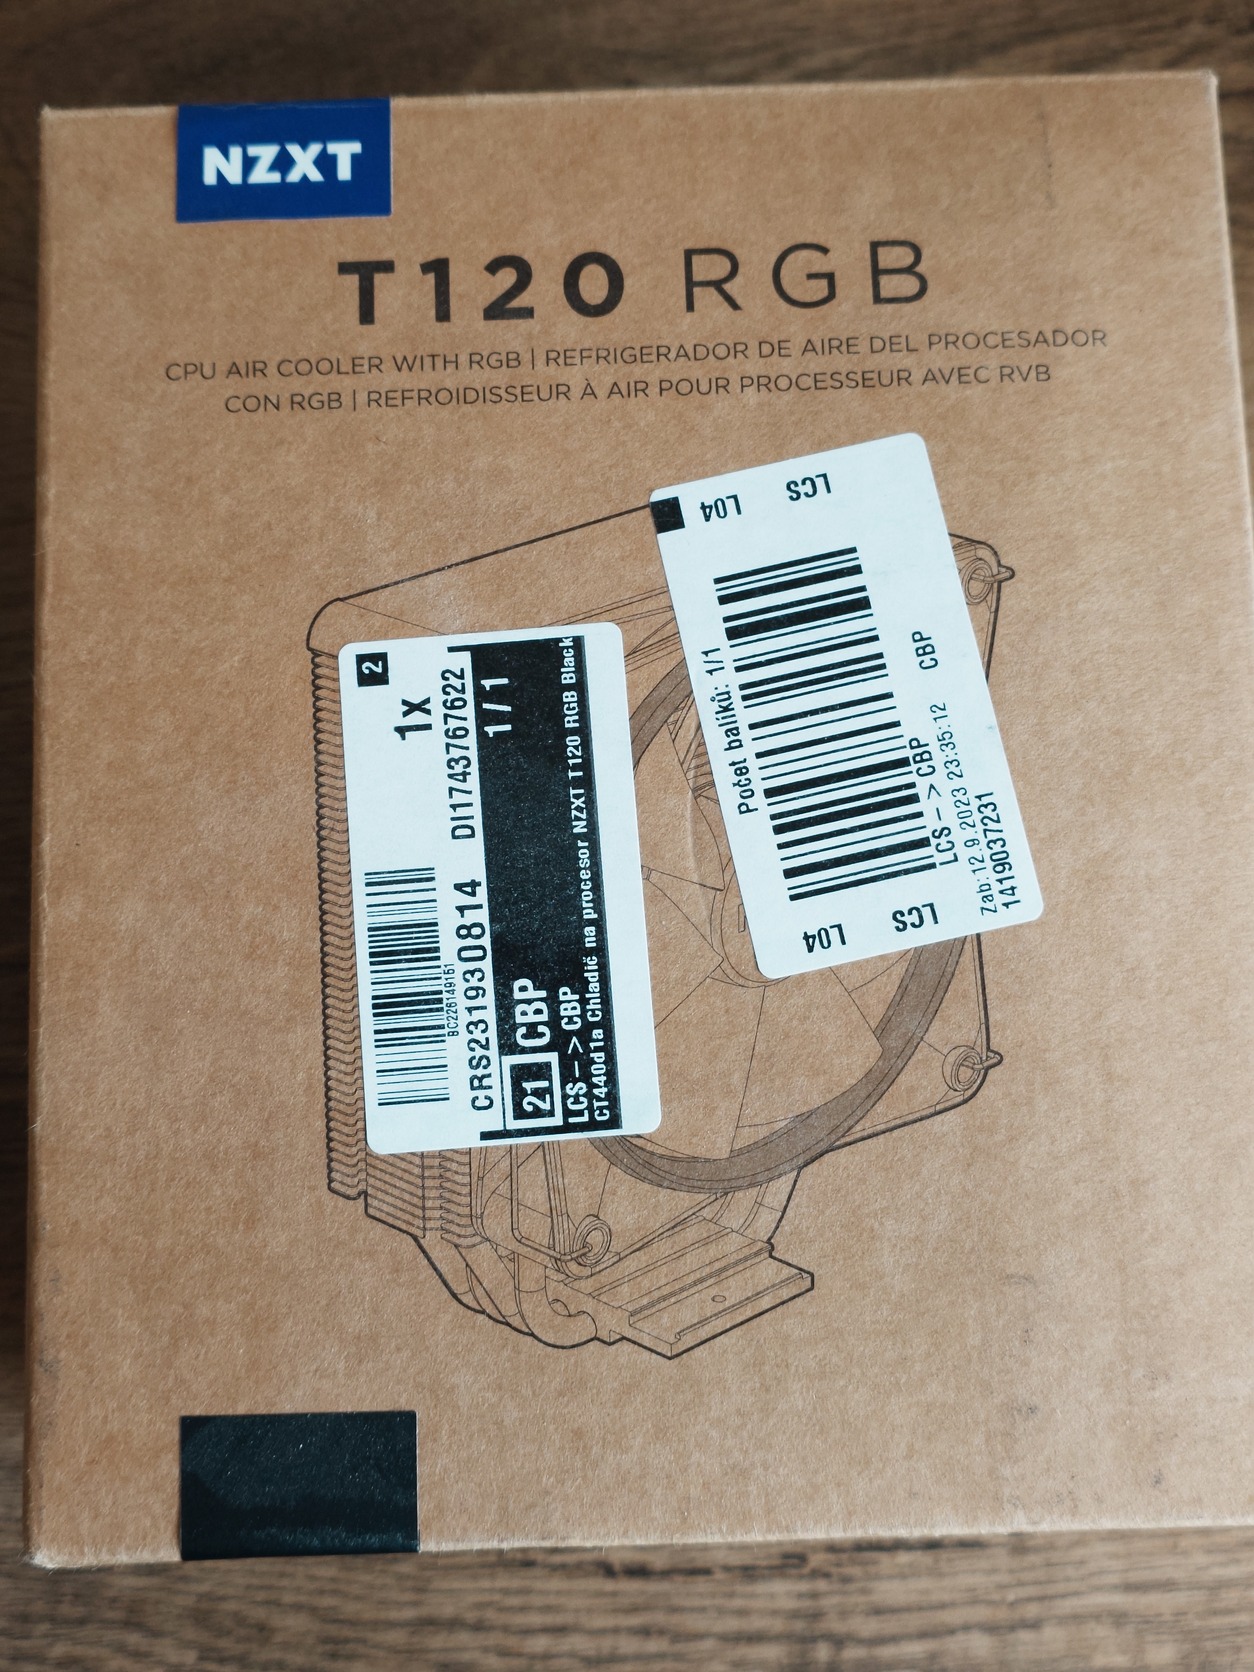 NZXT
T120 RGB
CPU AIR COOLER WITH RGB | REFRIGERADOR DE AIRE DEL PROCESADOR
CON RGB | REFROIDISSEUR À AIR POUR PROCESSEUR AVEC RVB
2
1x
BC226149151
CRS231930814 DI1743767622
21 CBP 1/1
LCS-> CBP
CT440d1a Chladič na procesor NZXT T120 RGB Black
L04 LCS
Počet balíků: 1/1
LCS-> CBP CBP
Zab: 12.9.2023 23:35:12
1419037231
L04 LCS